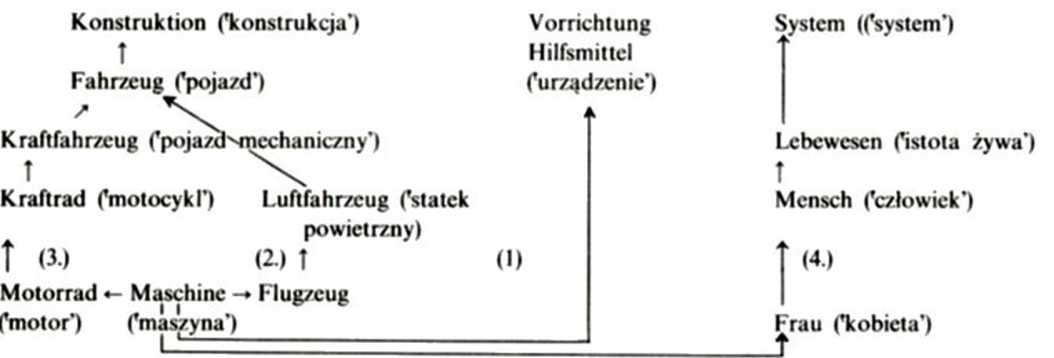 Konstruktion ('konstrukcja') Vorrichtung System (('system')
Hilfsmittel
Fahrzeug ('pojazd') ('urządzenie')
Kraftfahrzeug ('pojazd mechaniczny') Lebewesen ('istota żywa')
Kraftrad ('motocykl') Luftfahrzeug ('statek Mensch ('człowiek')
powietrzny)
(3.) (2.) (1) (4.)
Motorrad ← Maschine → Flugzeug
('motor') ('maszyna') Frau ('kobieta')